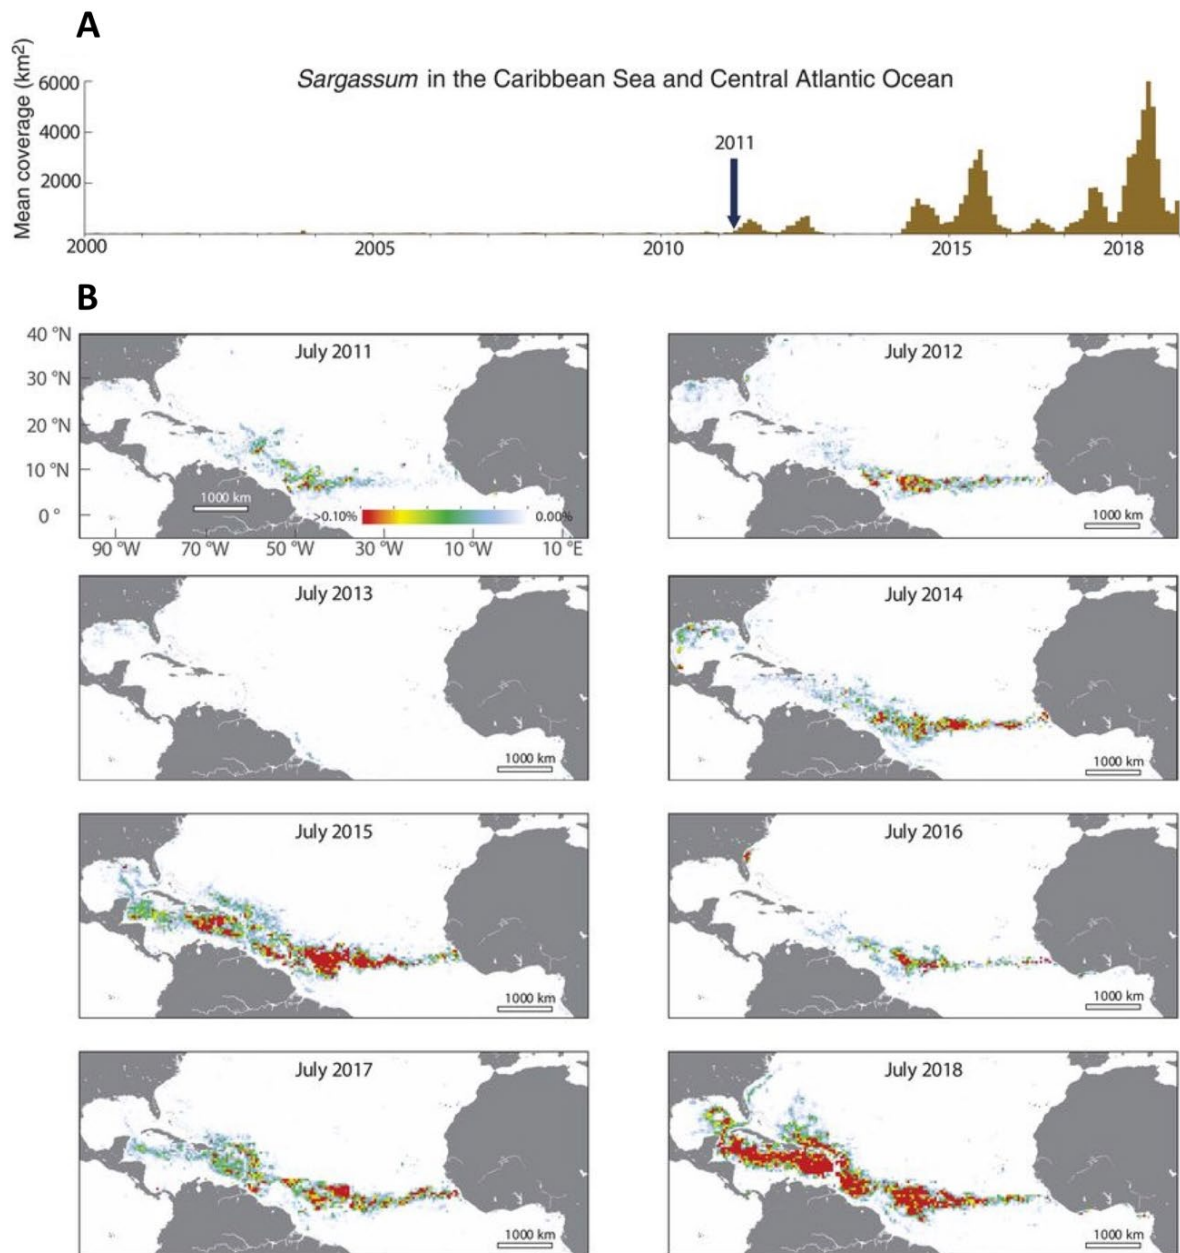 A
Sargassum in the Caribbean Sea and Central Atlantic Ocean
Mean coverage (km2)
6000
4000
2000
2011
2000 2005 2010 2015 2018
B
40 °N
30 °N
20 °N
10 °N
0 °
July 2011
1000 km
>0.10% 0.00%
90 °W 70 °W 50 °W 30 °W 10 °W 10 °E
July 2012
1000 km
July 2013
1000 km
July 2014
1000 km
July 2015
1000 km
July 2016
1000 km
July 2017
1000 km
July 2018
1000 km